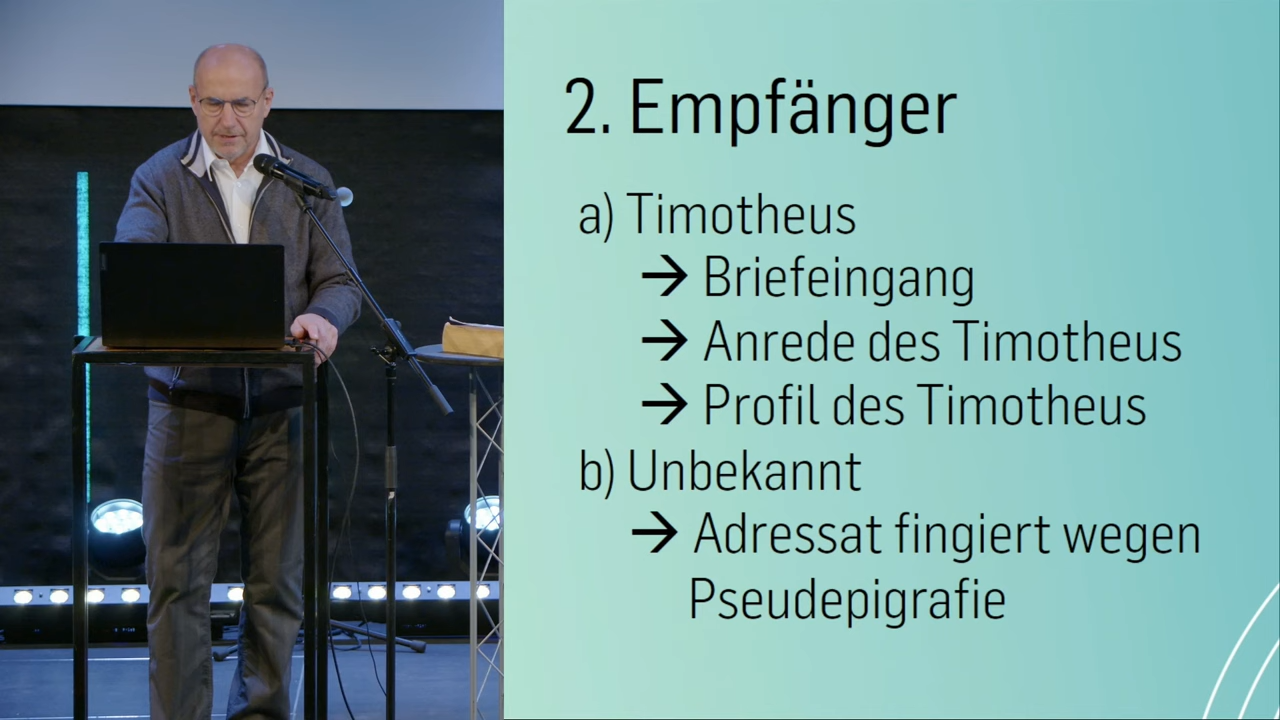 2. Empfänger
a) Timotheus
→ Briefeingang
→ Anrede des Timotheus
→ Profil des Timotheus
b) Unbekannt
→ Adressat fingiert wegen
Pseudepigrafie